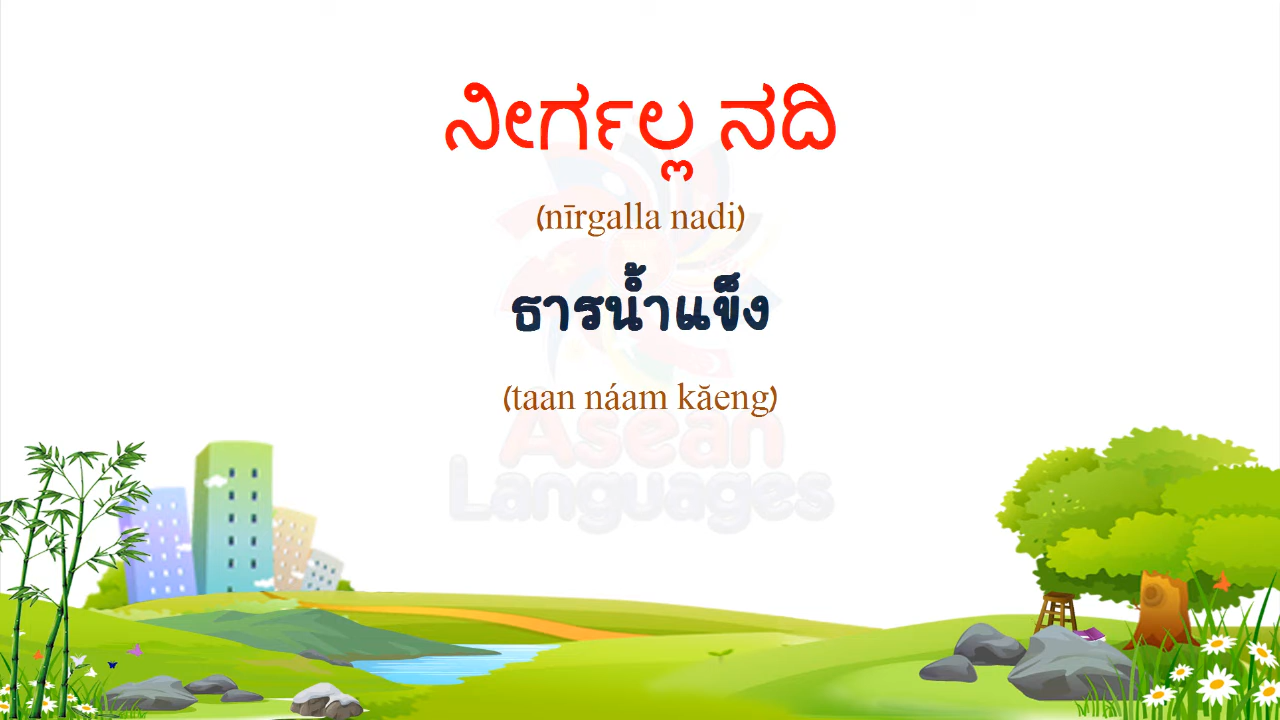 ನೀರ್ಗಲ್ಲ ನದಿ
(nīrgalla nadi)
ธารน้ำแข็ง
(taan náam kăeng)
Asean
Languages